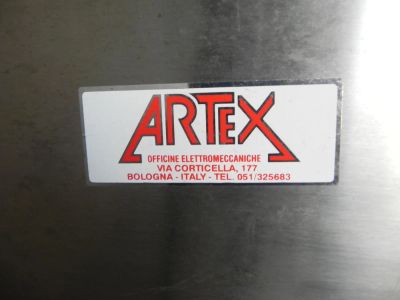 ARTEX
OFFICINE ELETTROMECCANICHE
VIA CORTICELLA, 177
BOLOGNA - ITALY - TEL. 051/325683